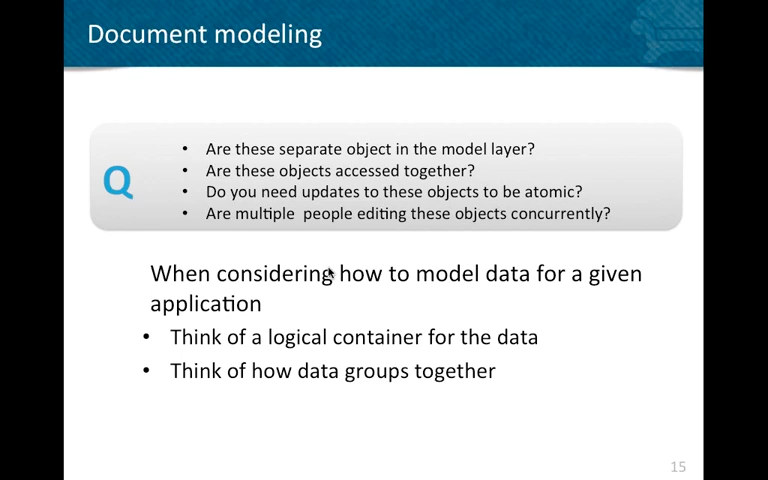 Document modeling
Q
• Are these separate object in the model layer?
• Are these objects accessed together?
• Do you need updates to these objects to be atomic?
• Are multiple people editing these objects concurrently?
When considering how to model data for a given
application
• Think of a logical container for the data
• Think of how data groups together
15